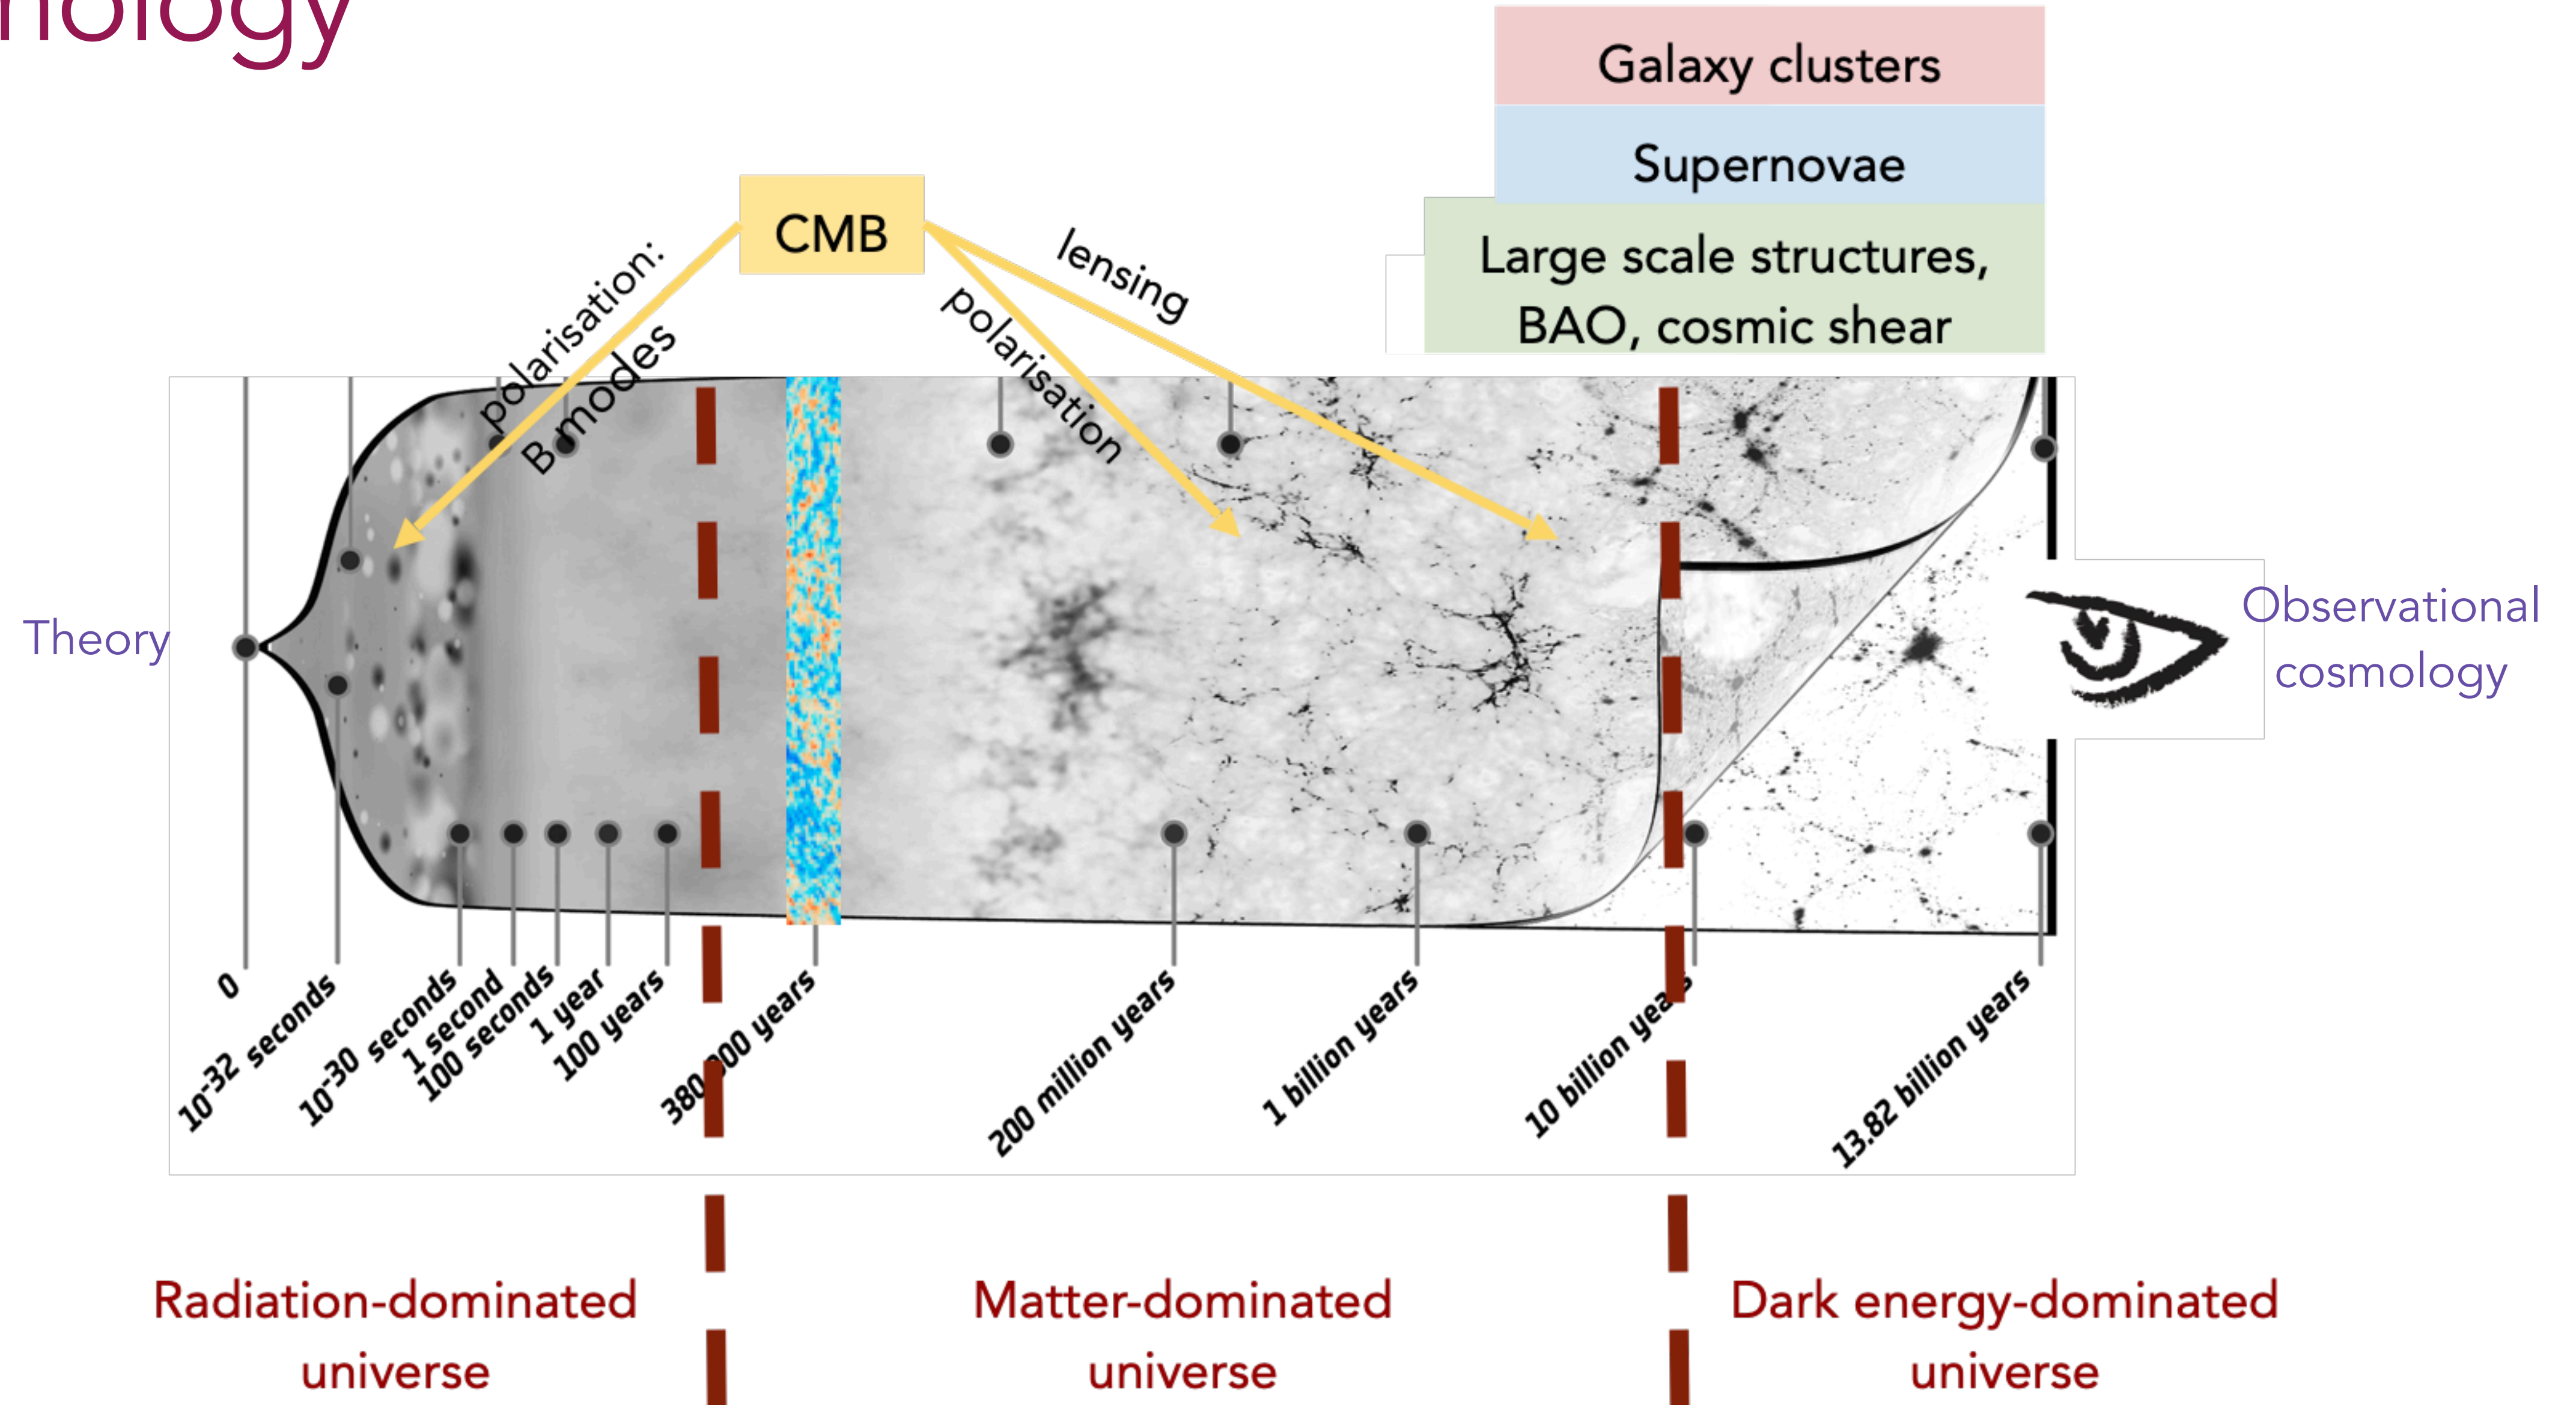 nology
Galaxy clusters
Supernovae
Large scale structures,
BAO, cosmic shear
CMB
polarisation:
B modes
polarisation
lensing
Theory
Observational
cosmology
0
10-32 seconds
10-30 seconds
1 second
100 seconds
1 year
100 years
380 000 years
200 million years
1 billion years
10 billion years
13.82 billion years
Radiation-dominated
universe
Matter-dominated
universe
Dark energy-dominated
universe